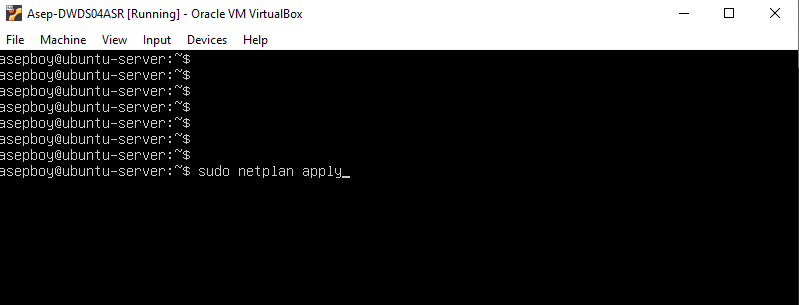 Asep-DWDS04ASR [Running] - Oracle VM VirtualBox
File Machine View Input Devices Help
asepboy@ubuntu-server:~$
asepboy@ubuntu-server:~$
asepboy@ubuntu-server:~$
asepboy@ubuntu-server:~$
asepboy@ubuntu-server:~$
asepboy@ubuntu-server:~$
asepboy@ubuntu-server:~$
asepboy@ubuntu-server:~$ sudo netplan apply_